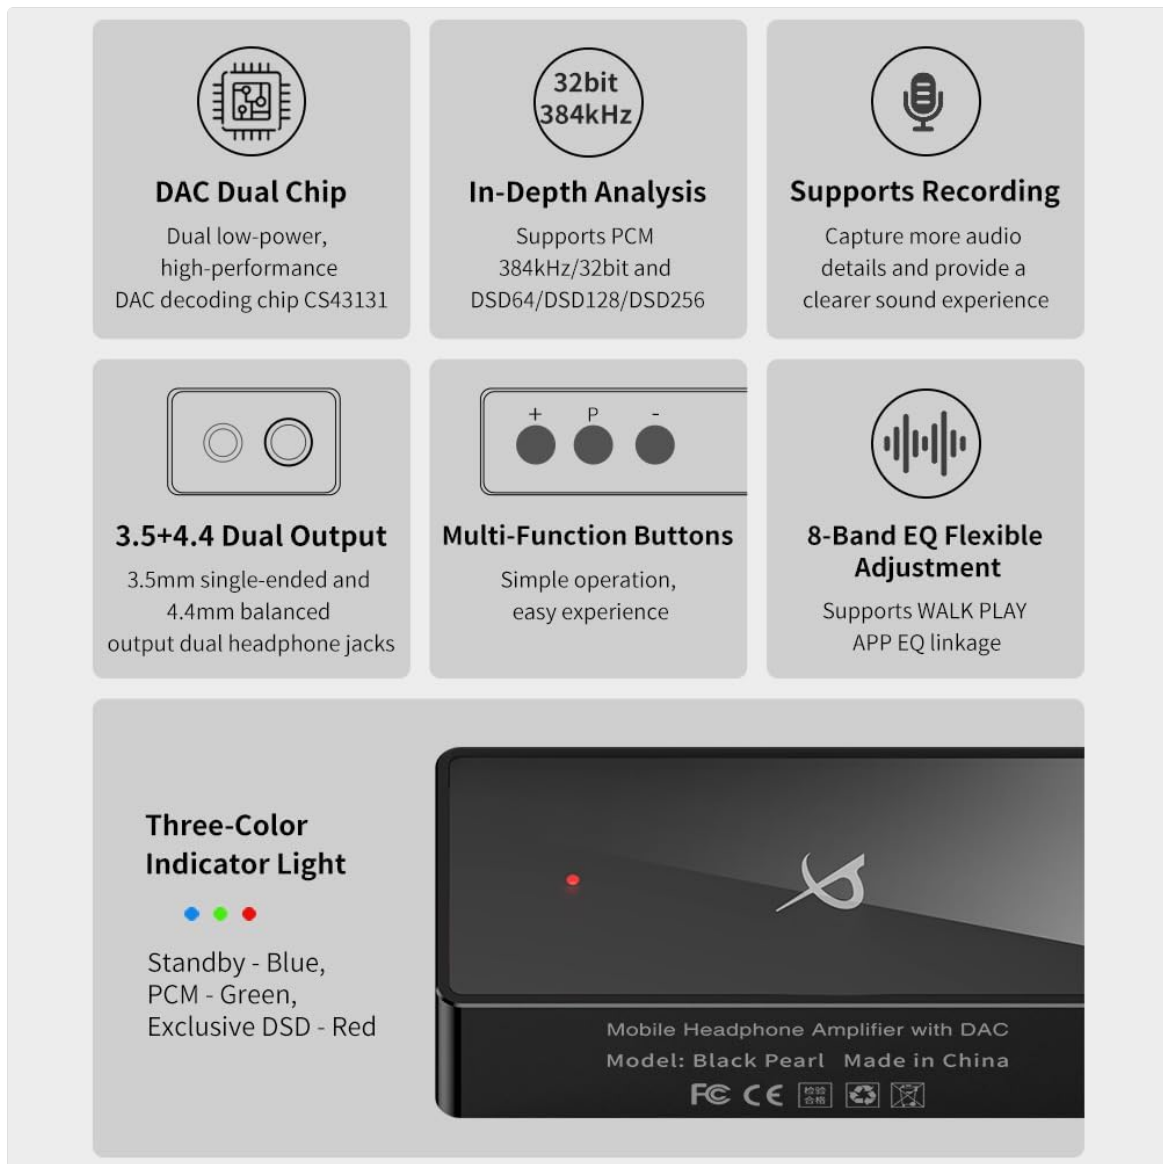 DAC Dual Chip
Dual low-power,
high-performance
DAC decoding chip CS43131
32bit
384kHz
In-Depth Analysis
Supports PCM
384kHz/32bit and
DSD64/DSD128/DSD256
Supports Recording
Capture more audio
details and provide a
clearer sound experience
3.5+4.4 Dual Output
3.5mm single-ended and
4.4mm balanced
output dual headphone jacks
+ P -
Multi-Function Buttons
Simple operation,
easy experience
8-Band EQ Flexible
Adjustment
Supports WALK PLAY
APP EQ linkage
Three-Color
Indicator Light
Standby - Blue,
PCM - Green,
Exclusive DSD - Red
Mobile Headphone Amplifier with DAC
Model: Black Pearl Made in China
FC CE 检验
合格